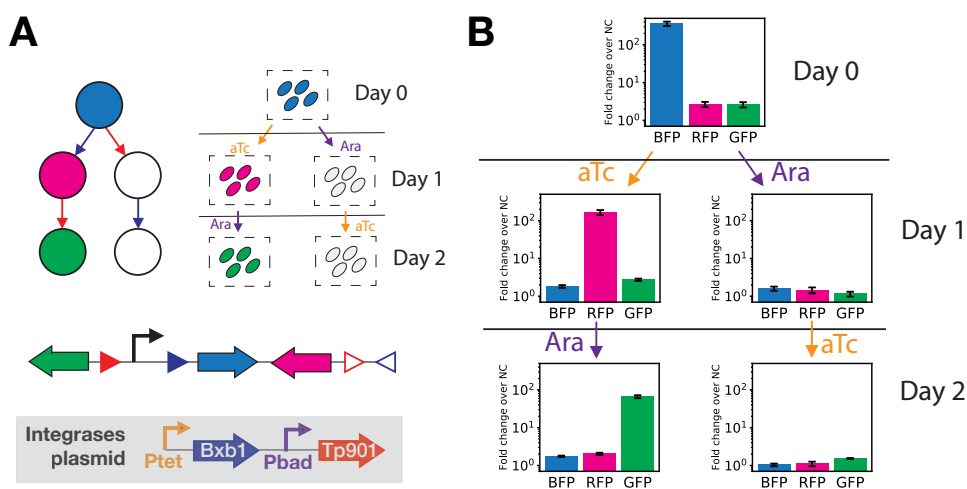 A
Day 0
aTc
Ara
Day 1
Ara
aTc
Day 2
Integrases
plasmid
Ptet
Bxb1
Pbad
Tp901
B
Fold change over NC
10²
10¹
10⁰
BFP RFP GFP
Day 0
aTc
Ara
Fold change over NC
10²
10¹
10⁰
BFP RFP GFP
Fold change over NC
10²
10¹
10⁰
BFP RFP GFP
Day 1
Ara
aTc
Fold change over NC
10²
10¹
10⁰
BFP RFP GFP
Fold change over NC
10²
10¹
10⁰
BFP RFP GFP
Day 2